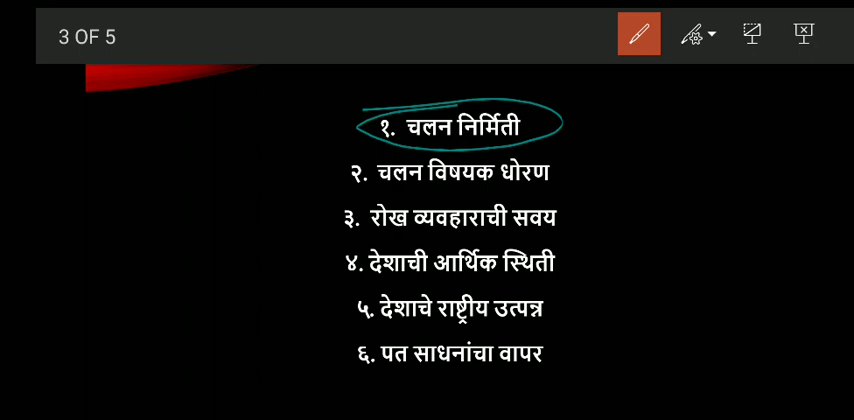 3 OF 5
१. चलन निर्मिती
२. चलन विषयक धोरण
३. रोख व्यवहाराची सवय
४. देशाची आर्थिक स्थिती
५. देशाचे राष्ट्रीय उत्पन्न
६. पत साधनांचा वापर